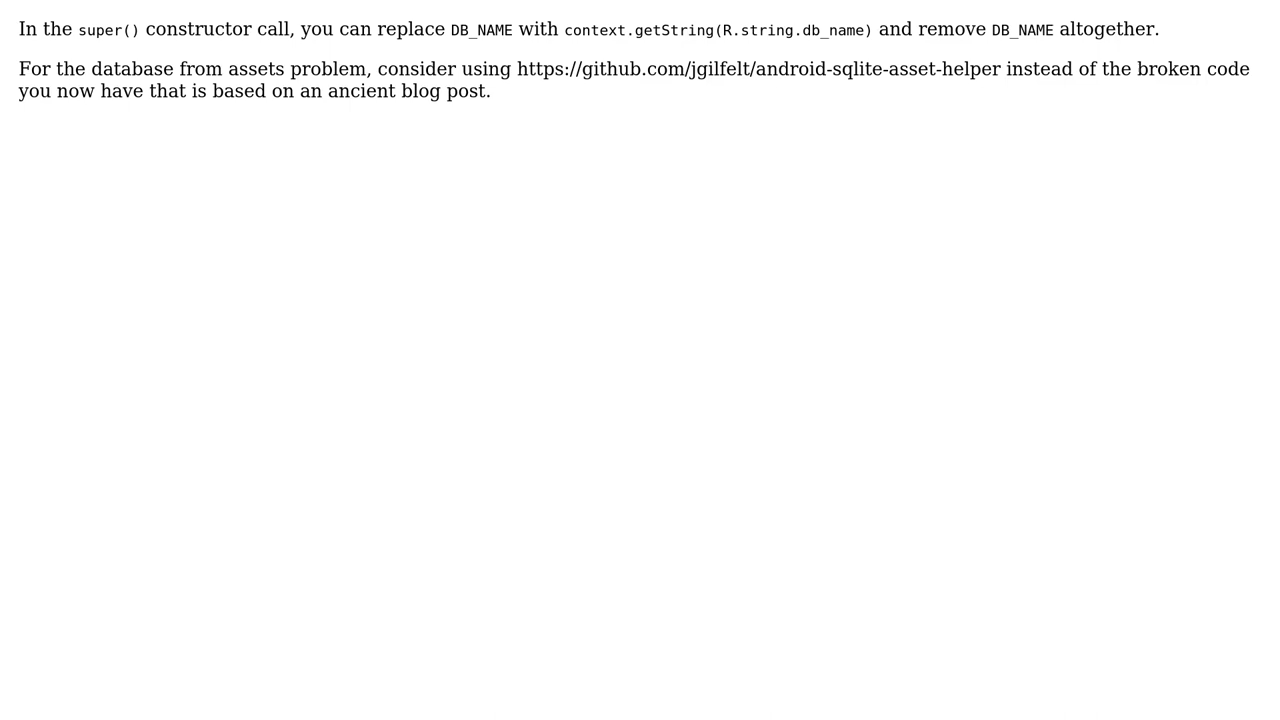 In the super() constructor call, you can replace DB_NAME with context.getString(R.string.db_name) and remove DB_NAME altogether.
For the database from assets problem, consider using https://github.com/jgilfelt/android-sqlite-asset-helper instead of the broken code
you now have that is based on an ancient blog post.